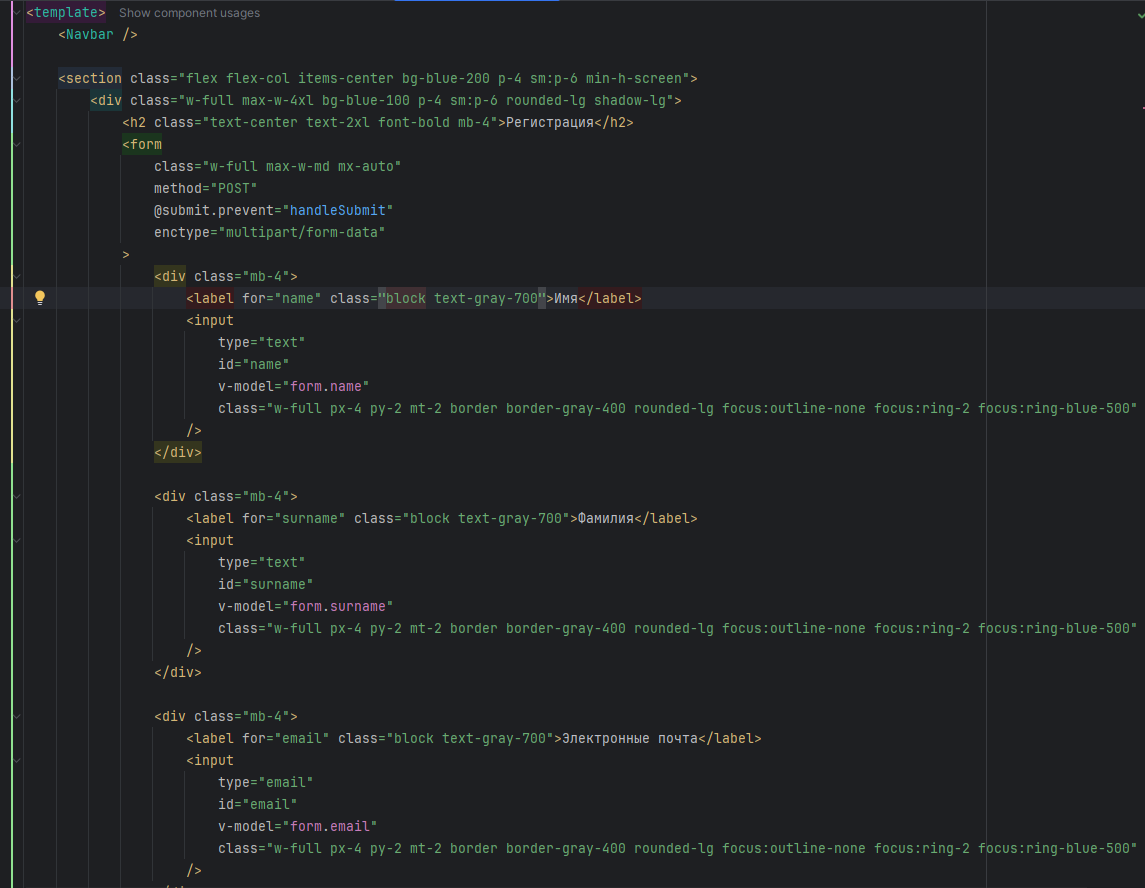 <template> Show component usages
<Navbar />
<section class="flex flex-col items-center bg-blue-200 p-4 sm:p-6 min-h-screen">
<div class="w-full max-w-4xl bg-blue-100 p-4 sm:p-6 rounded-lg shadow-lg">
<h2 class="text-center text-2xl font-bold mb-4">Регистрация</h2>
<form
class="w-full max-w-md mx-auto"
method="POST"
@submit.prevent="handleSubmit"
enctype="multipart/form-data"
>
<div class="mb-4">
<label for="name" class="block text-gray-700">Имя</label>
<input
type="text"
id="name"
v-model="form.name"
class="w-full px-4 py-2 mt-2 border border-gray-400 rounded-lg focus:outline-none focus:ring-2 focus:ring-blue-500"
/>
</div>
<div class="mb-4">
<label for="surname" class="block text-gray-700">Фамилия</label>
<input
type="text"
id="surname"
v-model="form.surname"
class="w-full px-4 py-2 mt-2 border border-gray-400 rounded-lg focus:outline-none focus:ring-2 focus:ring-blue-500"
/>
</div>
<div class="mb-4">
<label for="email" class="block text-gray-700">Электронные почта</label>
<input
type="email"
id="email"
v-model="form.email"
class="w-full px-4 py-2 mt-2 border border-gray-400 rounded-lg focus:outline-none focus:ring-2 focus:ring-blue-500"
/>